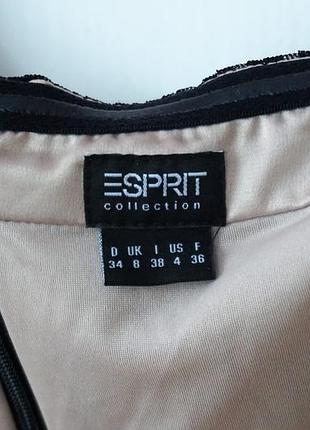 ESPRIT
collection
D UK I US F
34 8 38 4 36